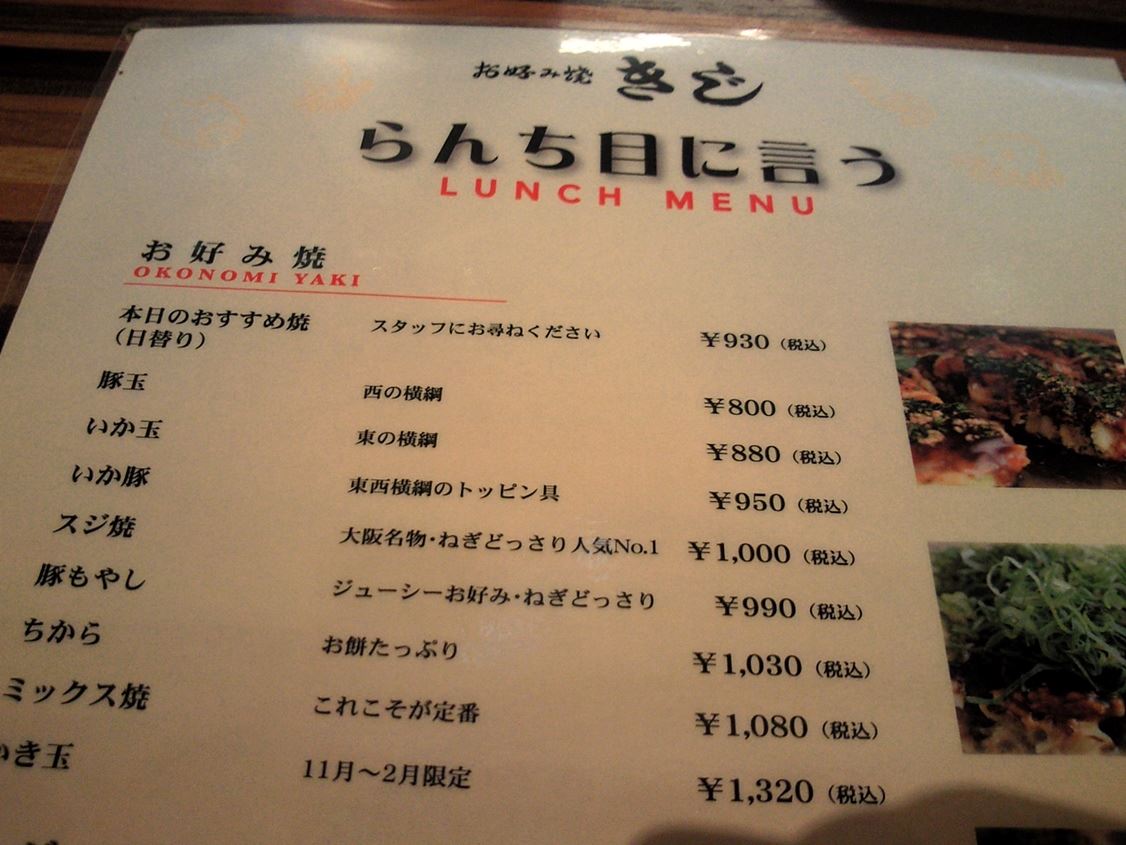 お好み焼 きじ
らんち目に言う
LUNCH MENU
お好み焼
OKONOMI YAKI
本日のおすすめ焼 スタッフにお尋ねください ¥930（税込）
（日替り）
豚玉 西の横綱 ¥800（税込）
いか玉 東の横綱 ¥880（税込）
いか豚 東西横綱のトッピン具 ¥950（税込）
スジ焼 大阪名物・ねぎどっさり人気No.1 ¥1,000（税込）
豚もやし ジューシーお好み・ねぎどっさり ¥990（税込）
ちから お餅たっぷり ¥1,030（税込）
ミックス焼 これこそが定番 ¥1,080（税込）
かき玉 11月～2月限定 ¥1,320（税込）